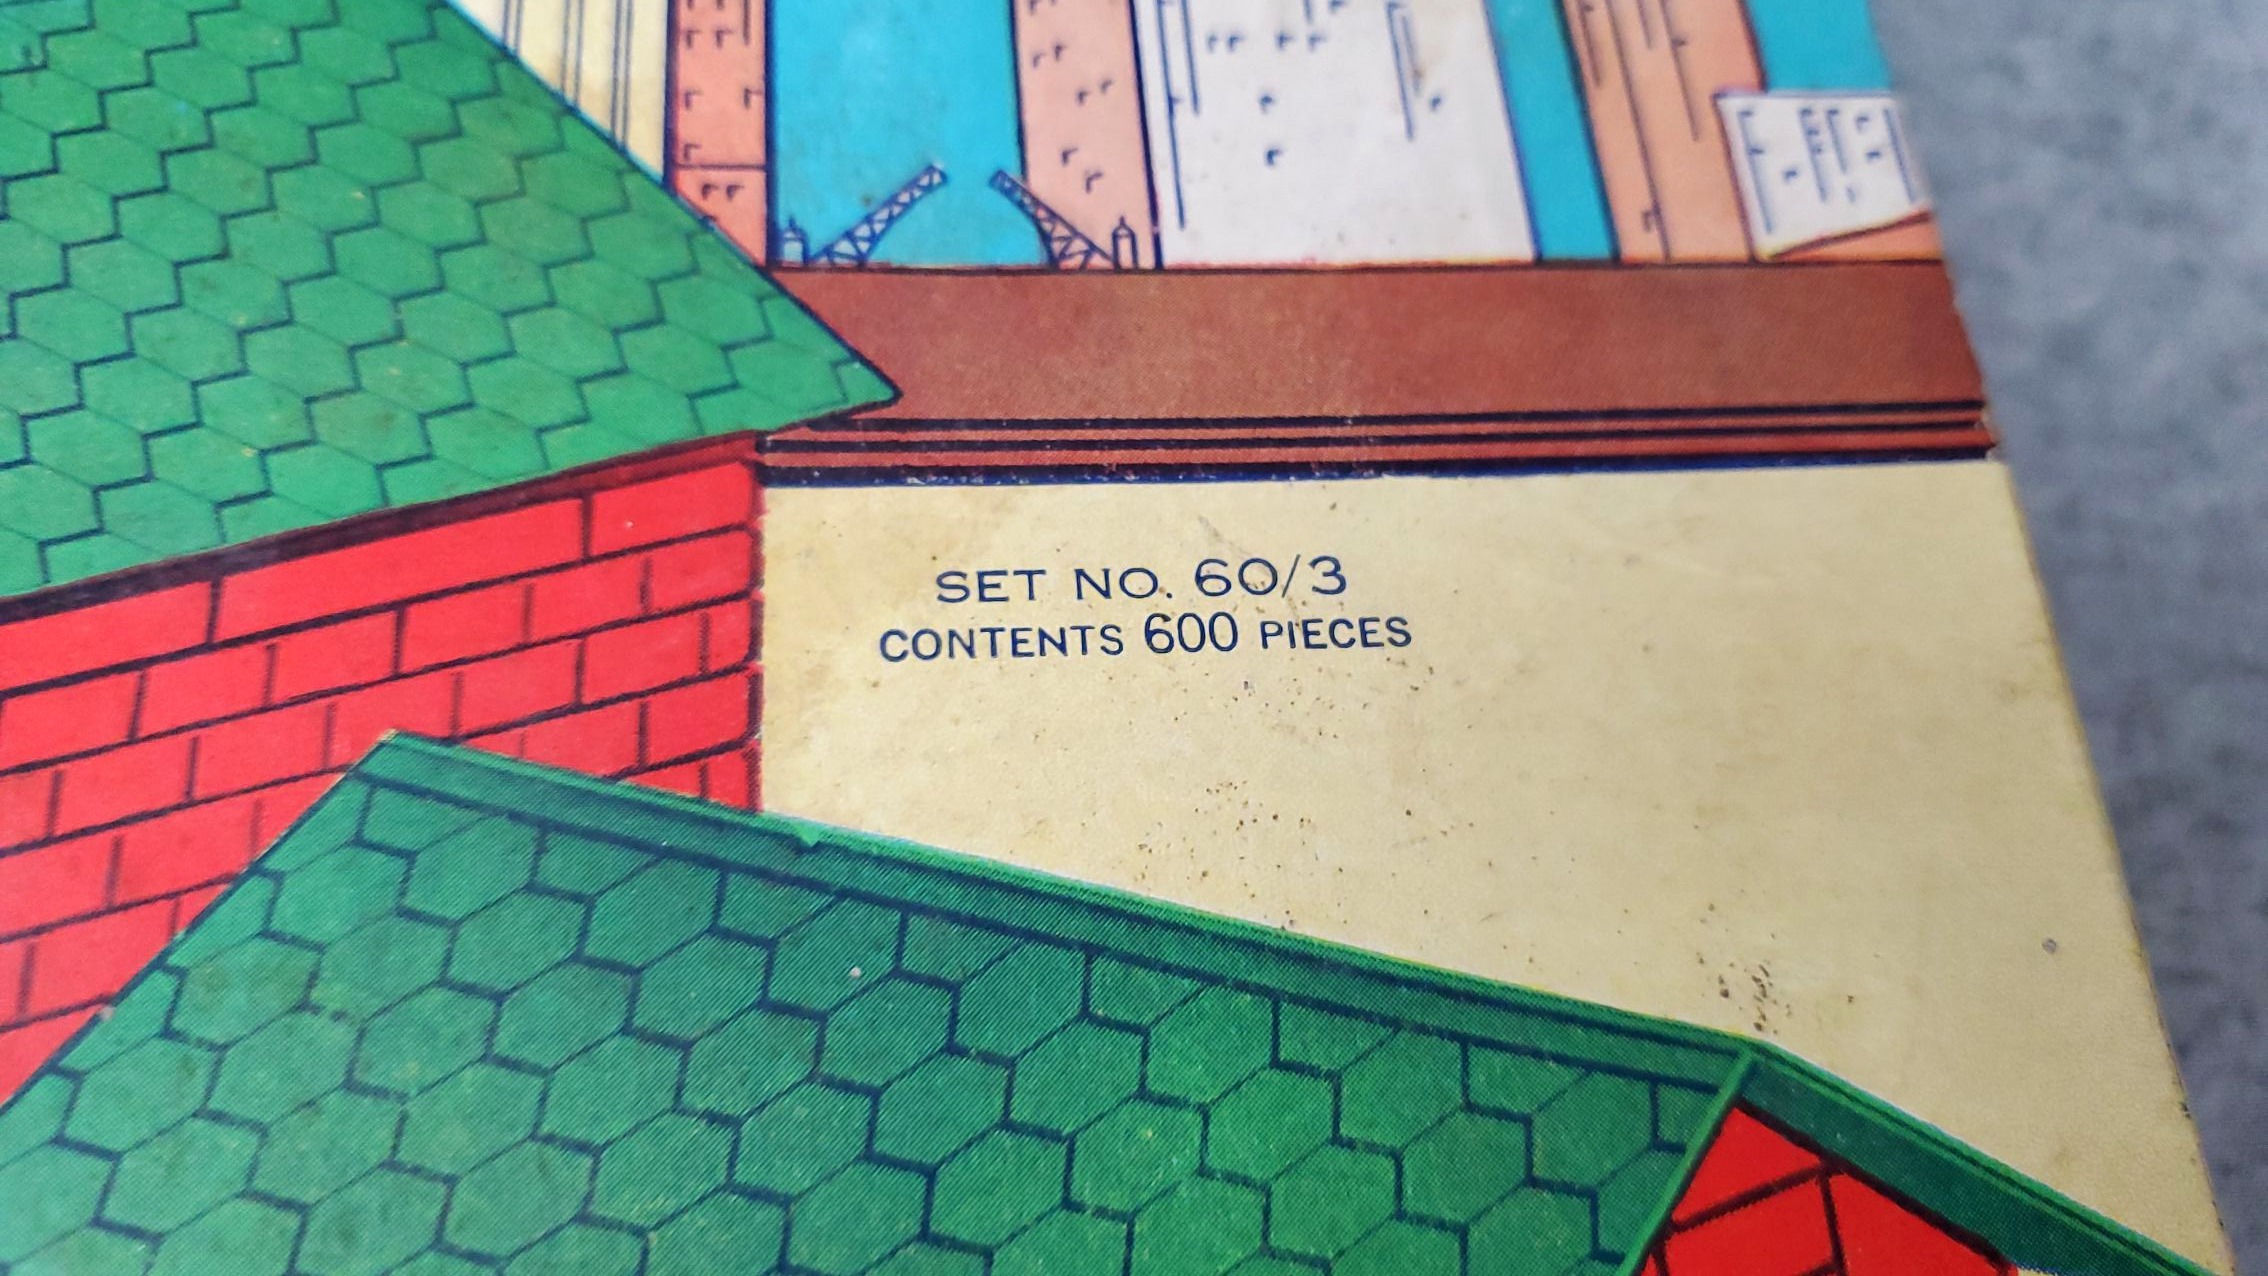 SET NO. 60/3
CONTENTS 600 PIECES